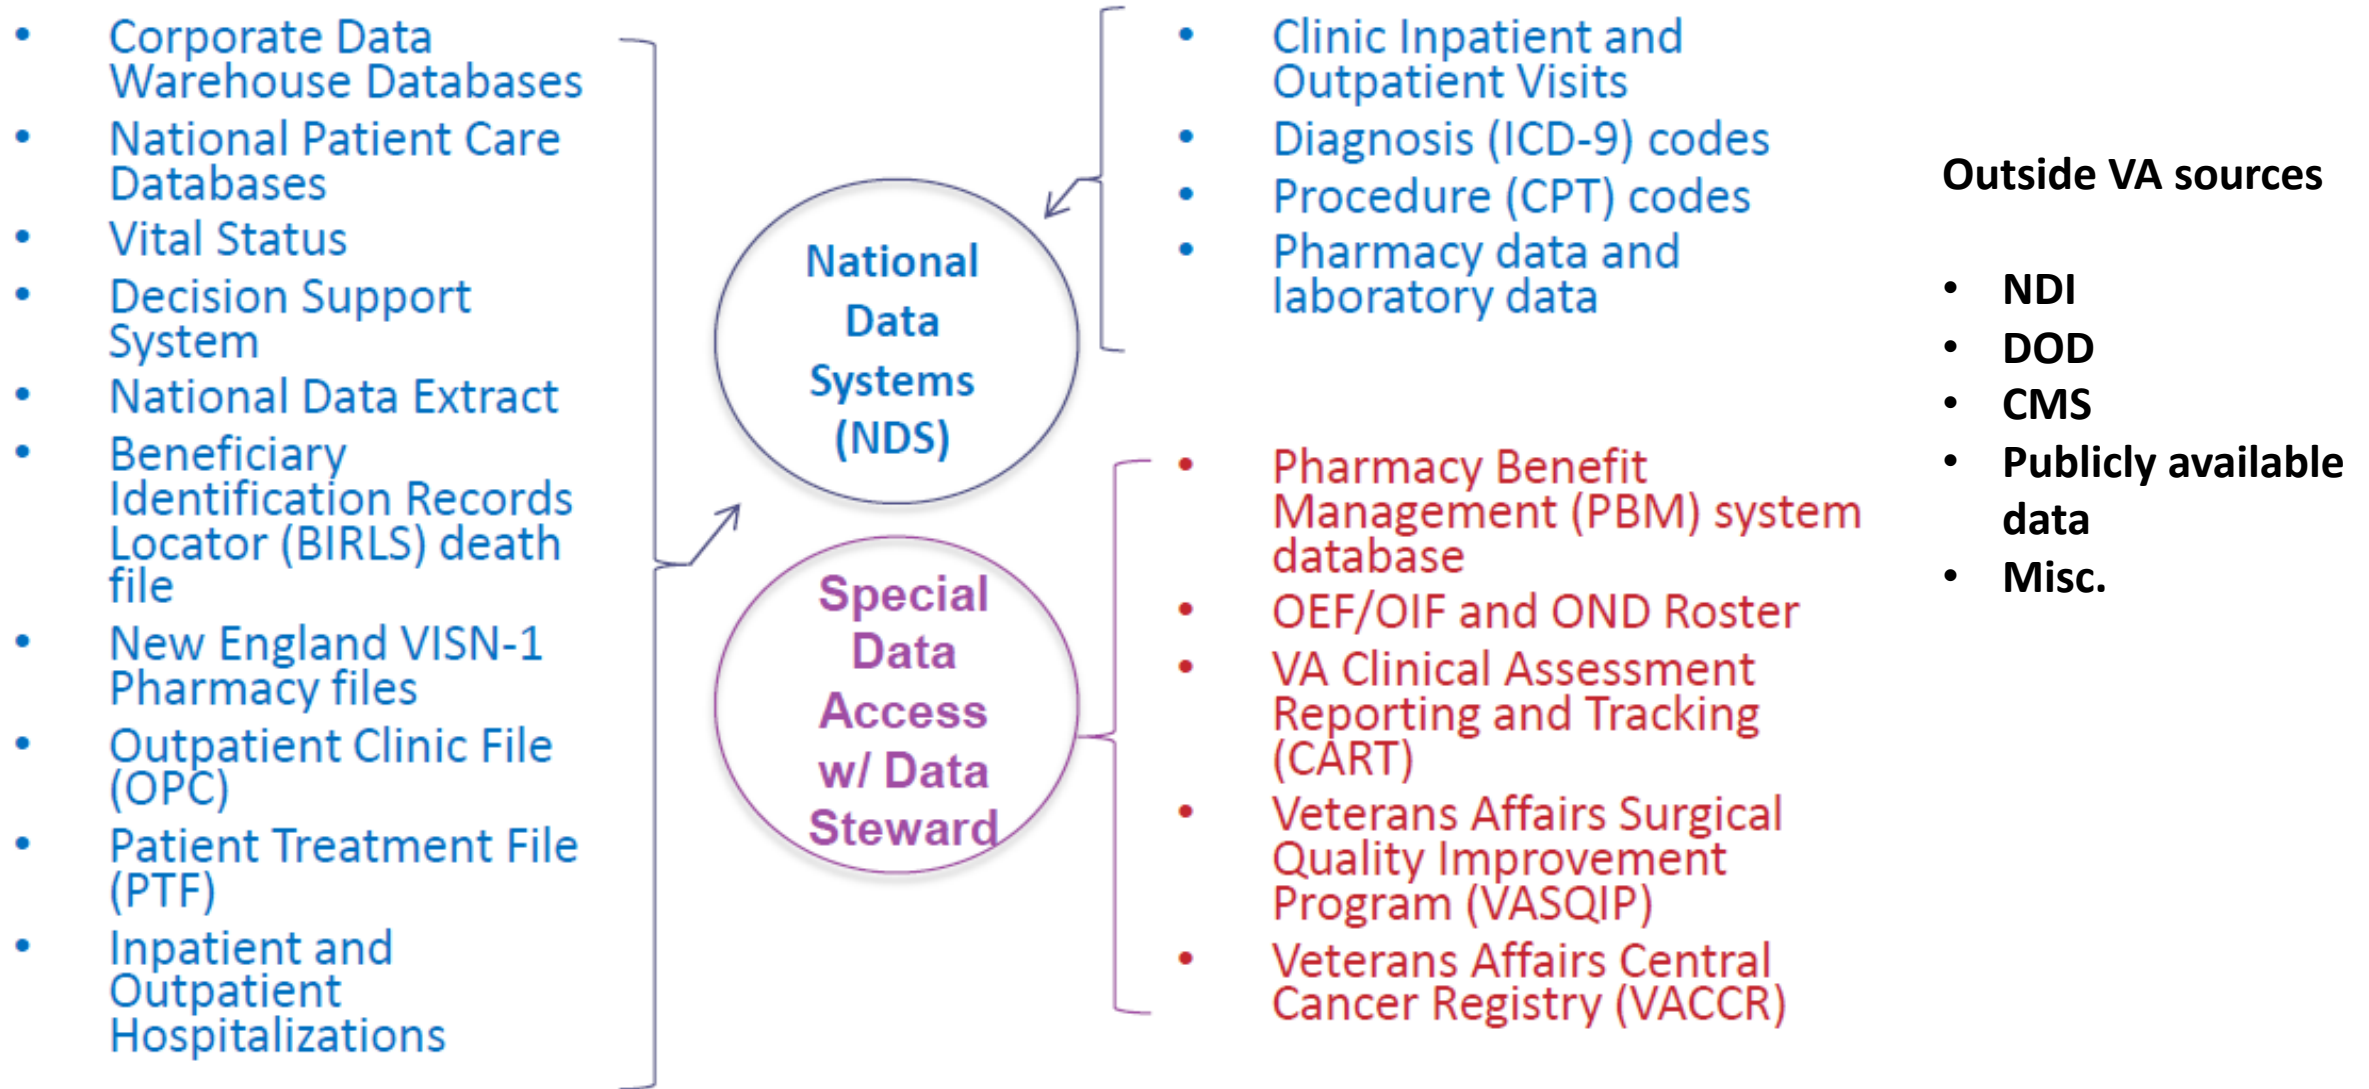 • Corporate Data
Warehouse Databases
• National Patient Care
Databases
• Vital Status
• Decision Support
System
• National Data Extract
• Beneficiary
Identification Records
Locator (BIRLS) death
file
• New England VISN-1
Pharmacy files
• Outpatient Clinic File
(OPC)
• Patient Treatment File
(PTF)
• Inpatient and
Outpatient
Hospitalizations
National
Data
Systems
(NDS)
Special
Data
Access
w/ Data
Steward
• Clinic Inpatient and
Outpatient Visits
• Diagnosis (ICD-9) codes
• Procedure (CPT) codes
• Pharmacy data and
laboratory data
• Pharmacy Benefit
Management (PBM) system
database
• OEF/OIF and OND Roster
• VA Clinical Assessment
Reporting and Tracking
(CART)
• Veterans Affairs Surgical
Quality Improvement
Program (VASQIP)
• Veterans Affairs Central
Cancer Registry (VACCR)
Outside VA sources
• NDI
• DOD
• CMS
• Publicly available
data
• Misc.